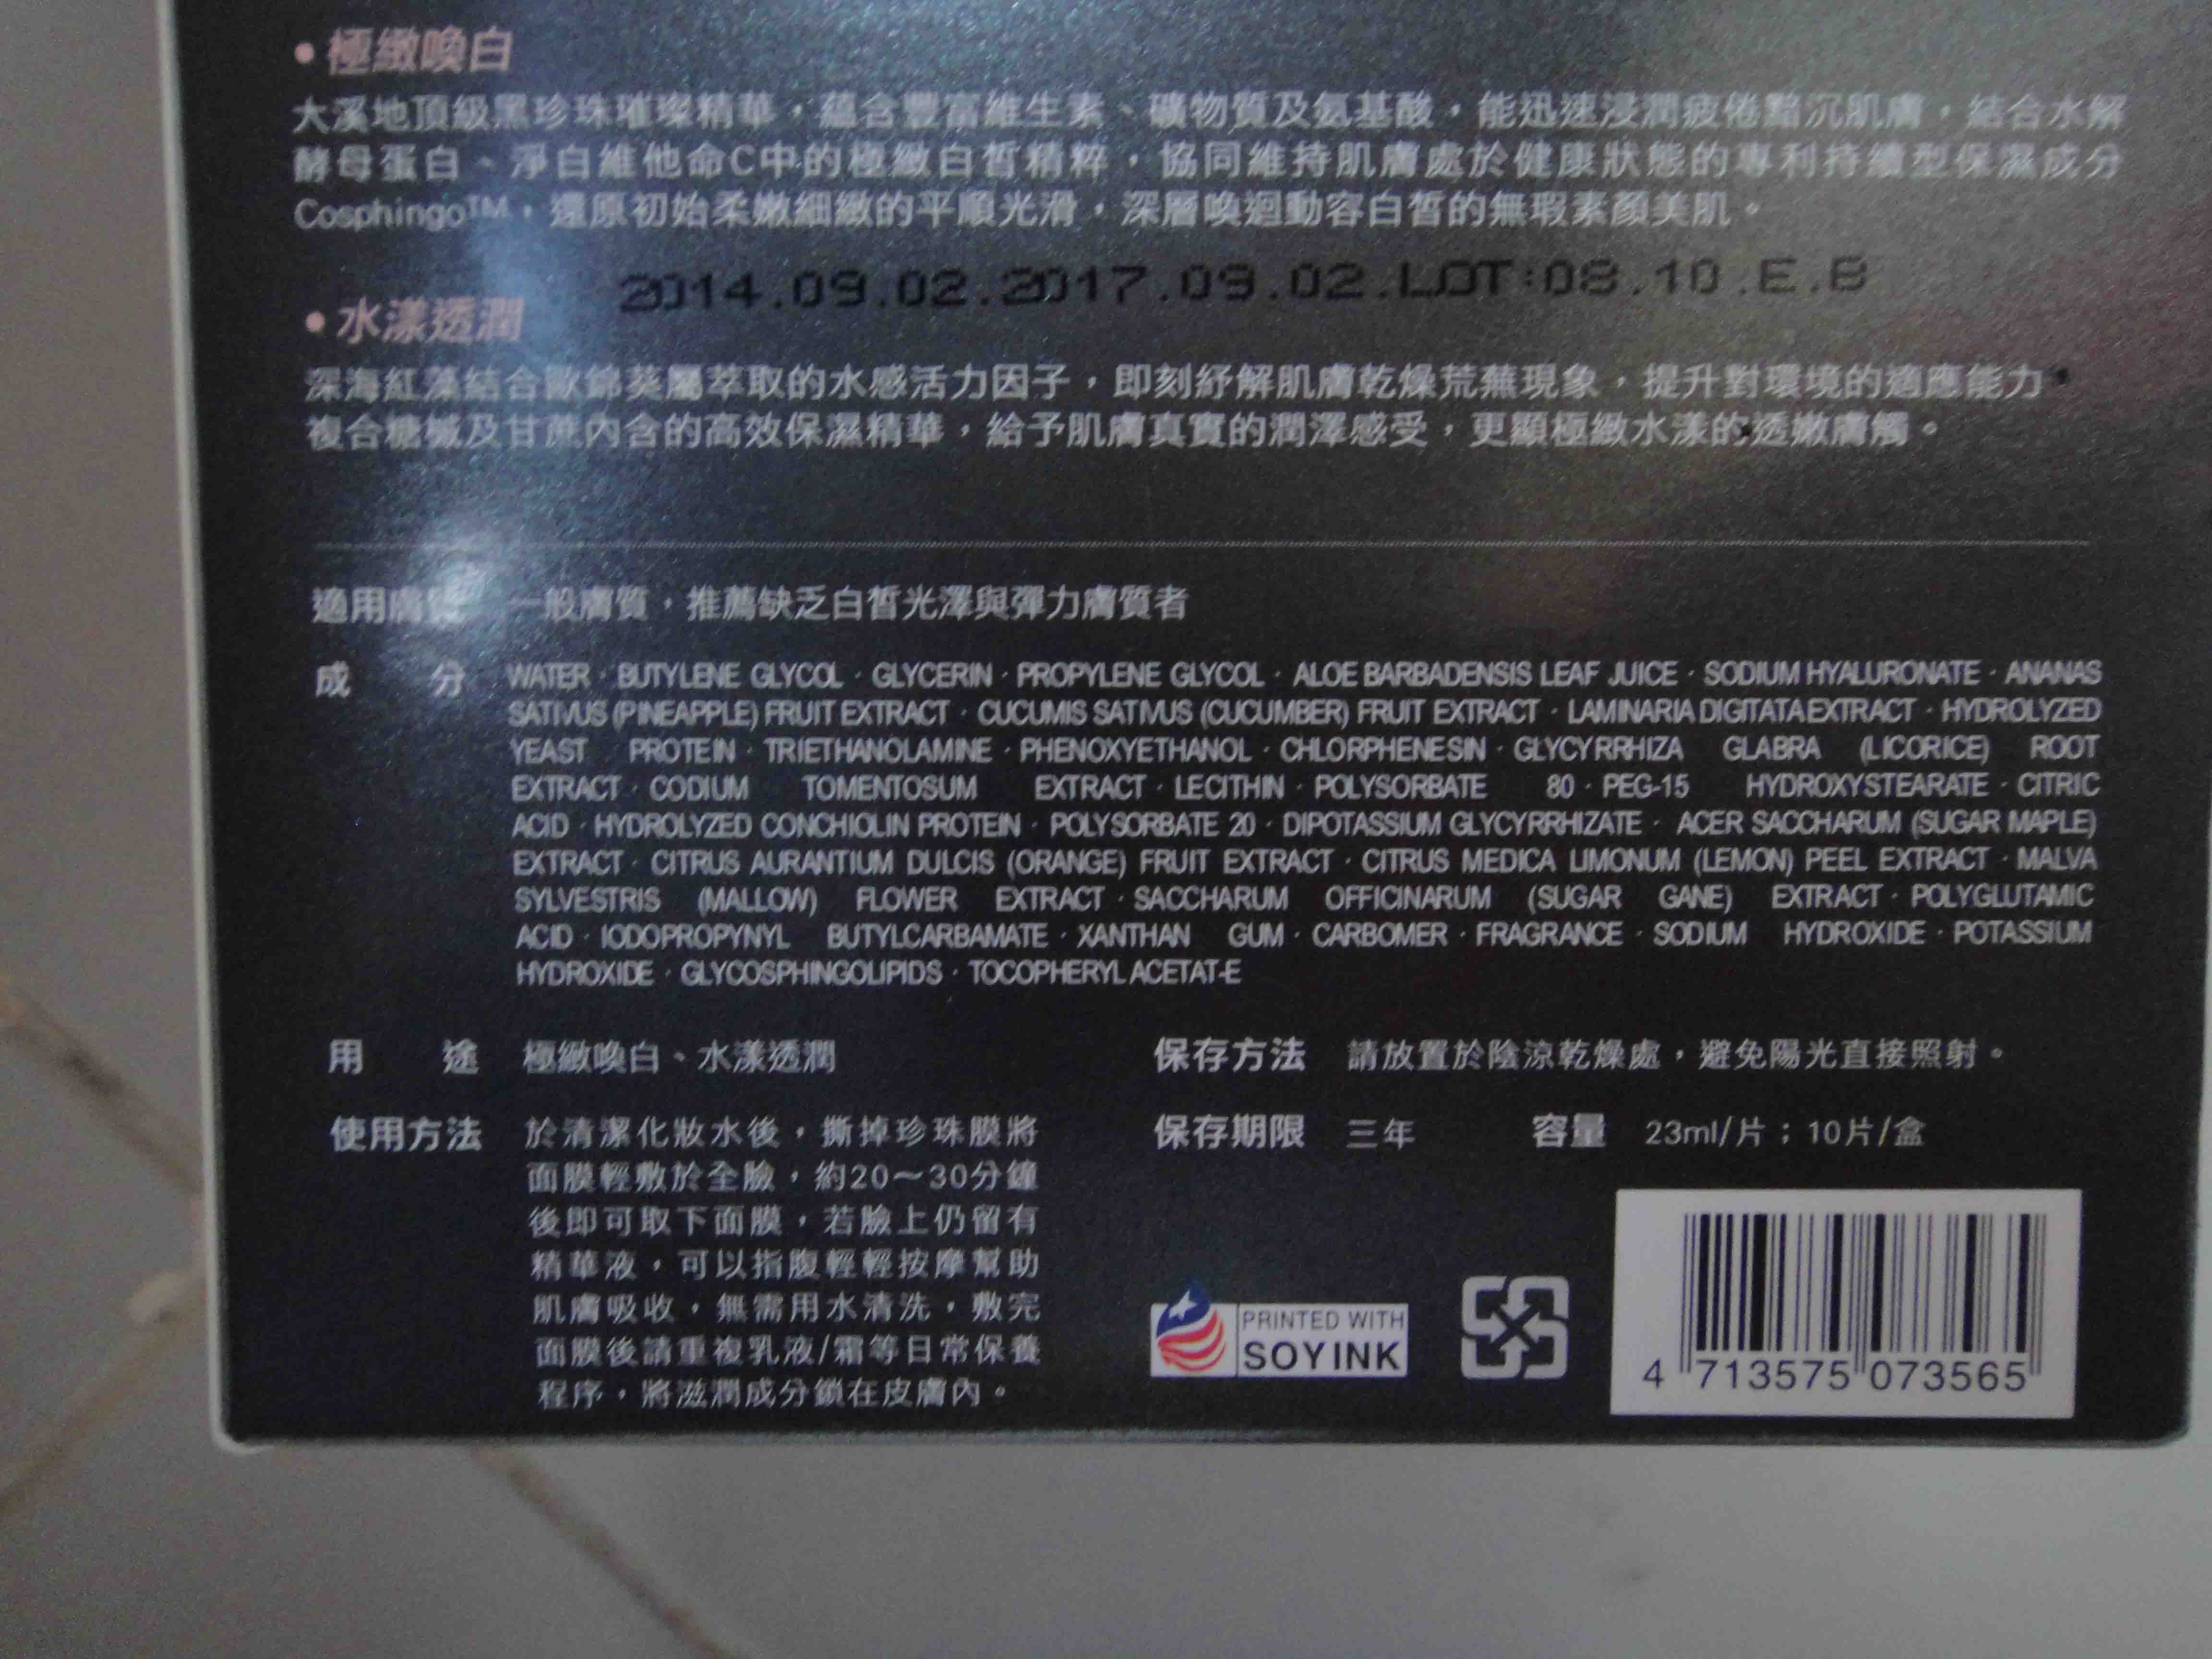 • 極緻喚白
大溪地頂級黑珍珠璀璨精華，蘊含豐富維生素、礦物質及氨基酸，能迅速浸潤疲倦黯沉肌膚，結合水解
酵母蛋白、淨白維他命C中的極緻白皙精粹，協同維持肌膚處於健康狀態的專利持續型保濕成分
Cosphingo™，還原初始柔嫩細緻的平順光滑，深層喚迴動容白皙的無瑕素顏美肌。
2014.09.02.2017.09.02.LOT:08.10.E.B
• 水漾透潤
深海紅藻結合歐錦葵屬萃取的水感活力因子，即刻紓解肌膚乾燥荒蕪現象，提升對環境的適應能力，
複合糖槭及甘蔗內含的高效保濕精華，給予肌膚真實的潤澤感受，更顯極緻水漾的透嫩膚觸。
適用膚質 一般膚質，推薦缺乏白皙光澤與彈力膚質者
成分 WATER · BUTYLENE GLYCOL · GLYCERIN · PROPYLENE GLYCOL · ALOE BARBADENSIS LEAF JUICE · SODIUM HYALURONATE · ANANAS
SATIVUS (PINEAPPLE) FRUIT EXTRACT · CUCUMIS SATIVUS (CUCUMBER) FRUIT EXTRACT · LAMINARIA DIGITATA EXTRACT · HYDROLYZED
YEAST PROTEIN · TRIETHANOLAMINE · PHENOXYETHANOL · CHLORPHENESIN · GLYCYRRHIZA GLABRA (LICORICE) ROOT
EXTRACT · CODIUM TOMENTOSUM EXTRACT · LECITHIN · POLYSORBATE 80 · PEG-15 HYDROXYSTEARATE · CITRIC
ACID · HYDROLYZED CONCHIOLIN PROTEIN · POLYSORBATE 20 · DIPOTASSIUM GLYCYRRHIZATE · ACER SACCHARUM (SUGAR MAPLE)
EXTRACT · CITRUS AURANTIUM DULCIS (ORANGE) FRUIT EXTRACT · CITRUS MEDICA LIMONUM (LEMON) PEEL EXTRACT · MALVA
SYLVESTRIS (MALLOW) FLOWER EXTRACT · SACCHARUM OFFICINARUM (SUGAR GANE) EXTRACT · POLYGLUTAMIC
ACID · IODOPROPYNYL BUTYLCARBAMATE · XANTHAN GUM · CARBOMER · FRAGRANCE · SODIUM HYDROXIDE · POTASSIUM
HYDROXIDE · GLYCOSPHINGOLIPIDS · TOCOPHERYL ACETAT-E
用途 極緻喚白、水漾透潤
使用方法 於清潔化妝水後，撕掉珍珠膜將
面膜輕敷於全臉，約20～30分鐘
後即可取下面膜，若臉上仍留有
精華液，可以指腹輕輕按摩幫助
肌膚吸收，無需用水清洗，敷完
面膜後請重複乳液/霜等日常保養
程序，將滋潤成分鎖在皮膚內。
保存方法 請放置於陰涼乾燥處，避免陽光直接照射。
保存期限 三年 容量 23ml/片；10片/盒
PRINTED WITH
SOY INK
4 713575 073565